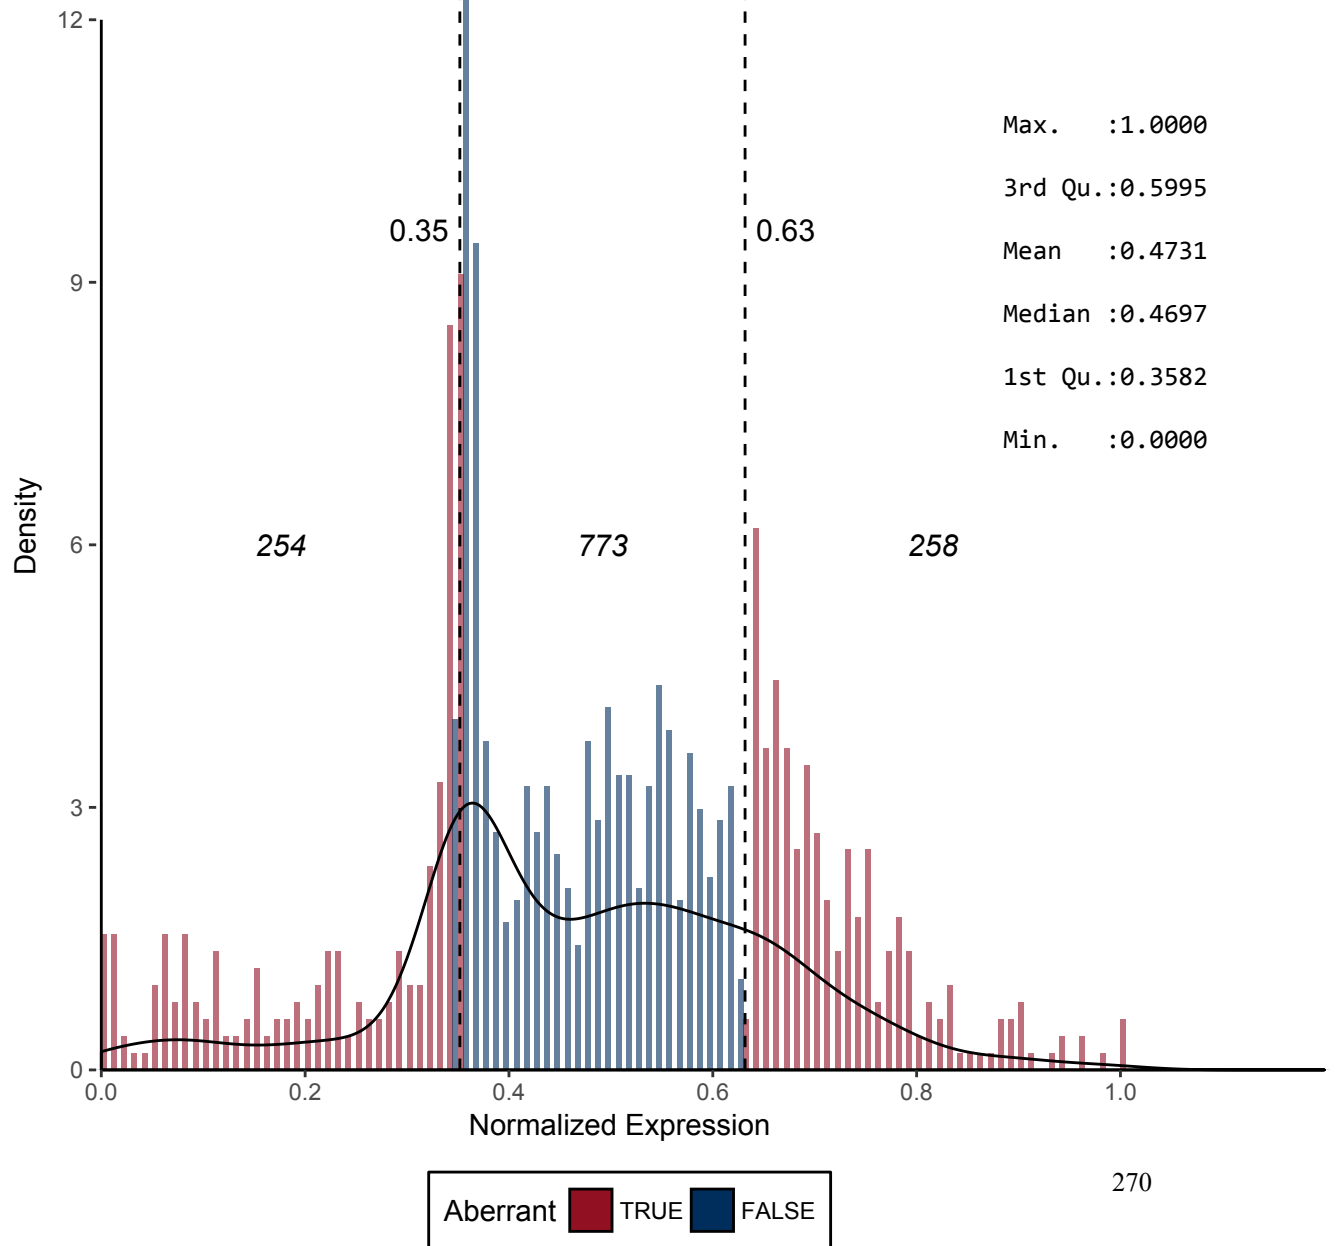 12
Max. :1.0000
3rd Qu.:0.5995
0.35
0.63
Mean :0.4731
9
Median :0.4697
1st Qu.:0.3582
Min. :0.0000
Density
6
254
773
258
3
0
0.0 0.2 0.4 0.6 0.8 1.0
Normalized Expression
270
Aberrant TRUE FALSE